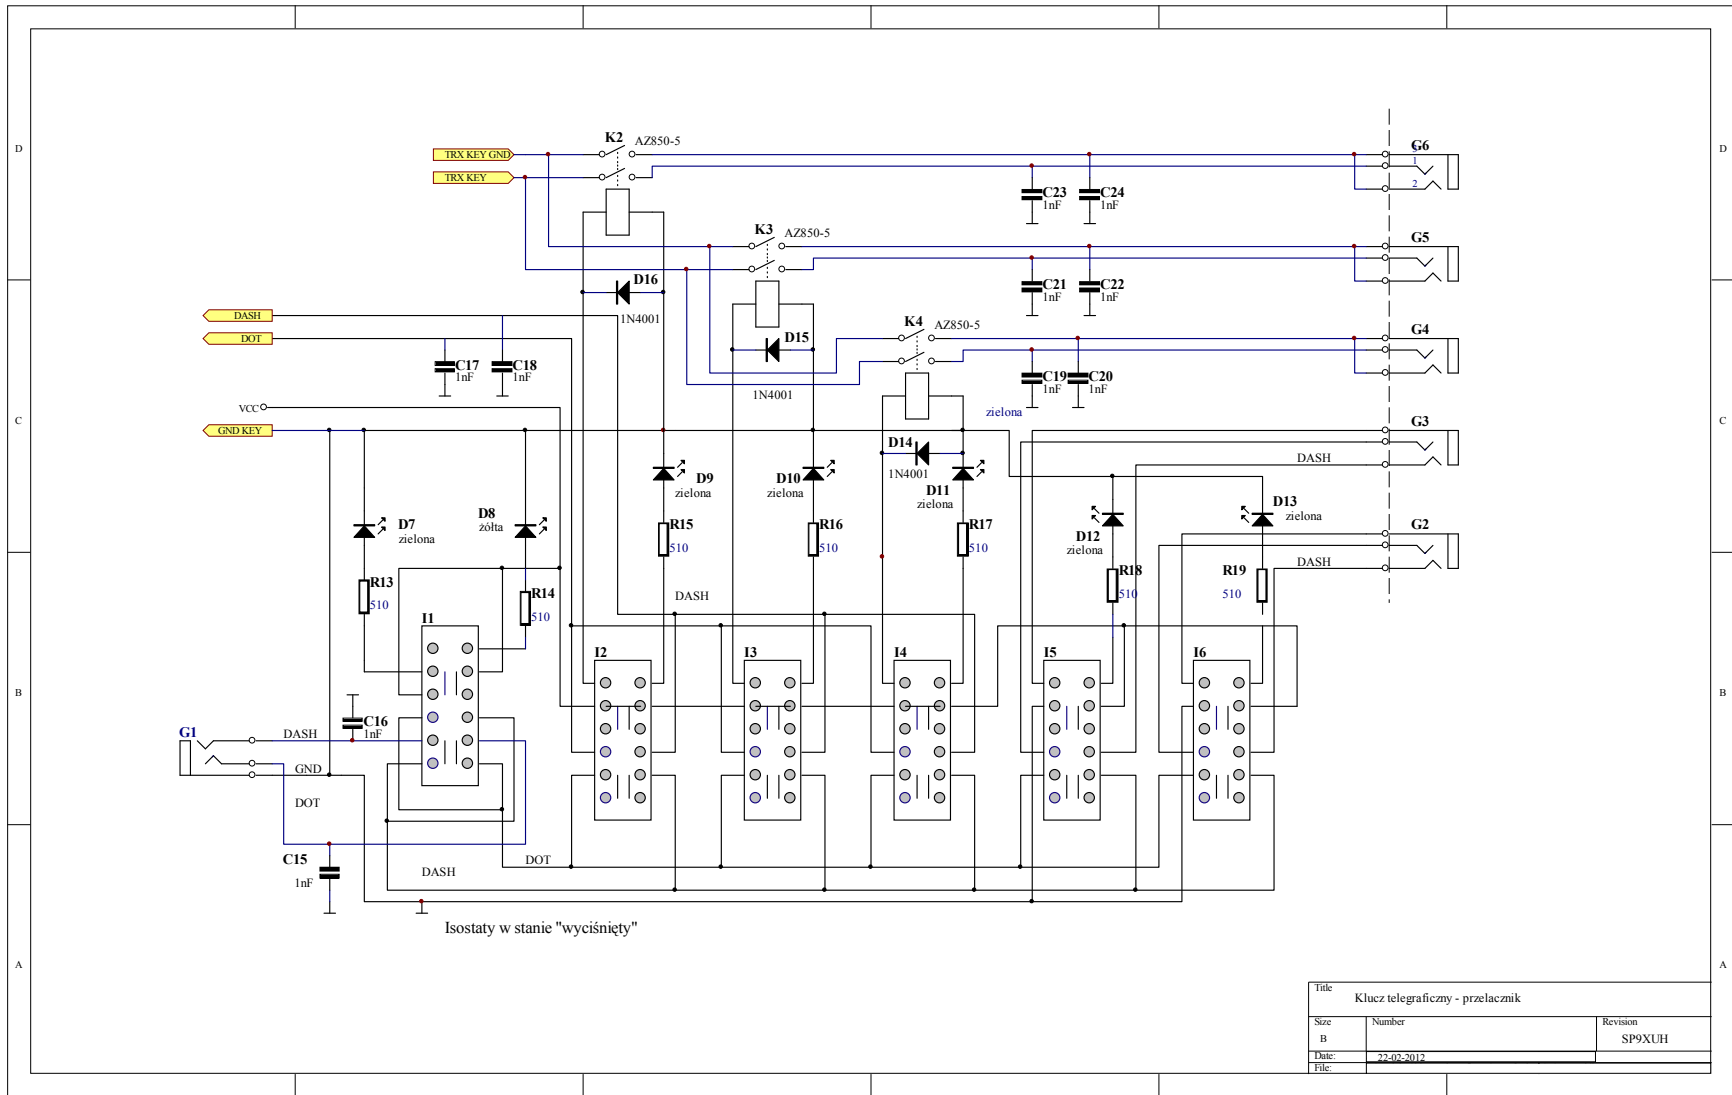 D
D
C
C
B
B
A
A
K2 AZ850-5
TRX KEY GND
TRX KEY
G6
3
1
2
C23
1nF
C24
1nF
K3 AZ850-5
G5
D16
1N4001
C21
1nF
C22
1nF
DASH
DOT
K4 AZ850-5
G4
D15
1N4001
C17
1nF
C18
1nF
C19
1nF
C20
1nF
VCC
GND KEY
zielona
G3
DASH
D14
1N4001
D9
zielona
D10
zielona
D11
zielona
D7
zielona
D8
żółta
D12
zielona
D13
zielona
G2
DASH
R15
510
R16
510
R17
510
R13
510
R14
510
R18
510
R19
510
DASH
I1
I2
I3
I4
I5
I6
G1
DASH
C16
1nF
GND
DOT
C15
1nF
DASH
DOT
Isostaty w stanie "wyciśnięty"
Title
Klucz telegraficzny - przelacznik
Size
B
Number
Revision
SP9XUH
Date:
22-02-2012
File: